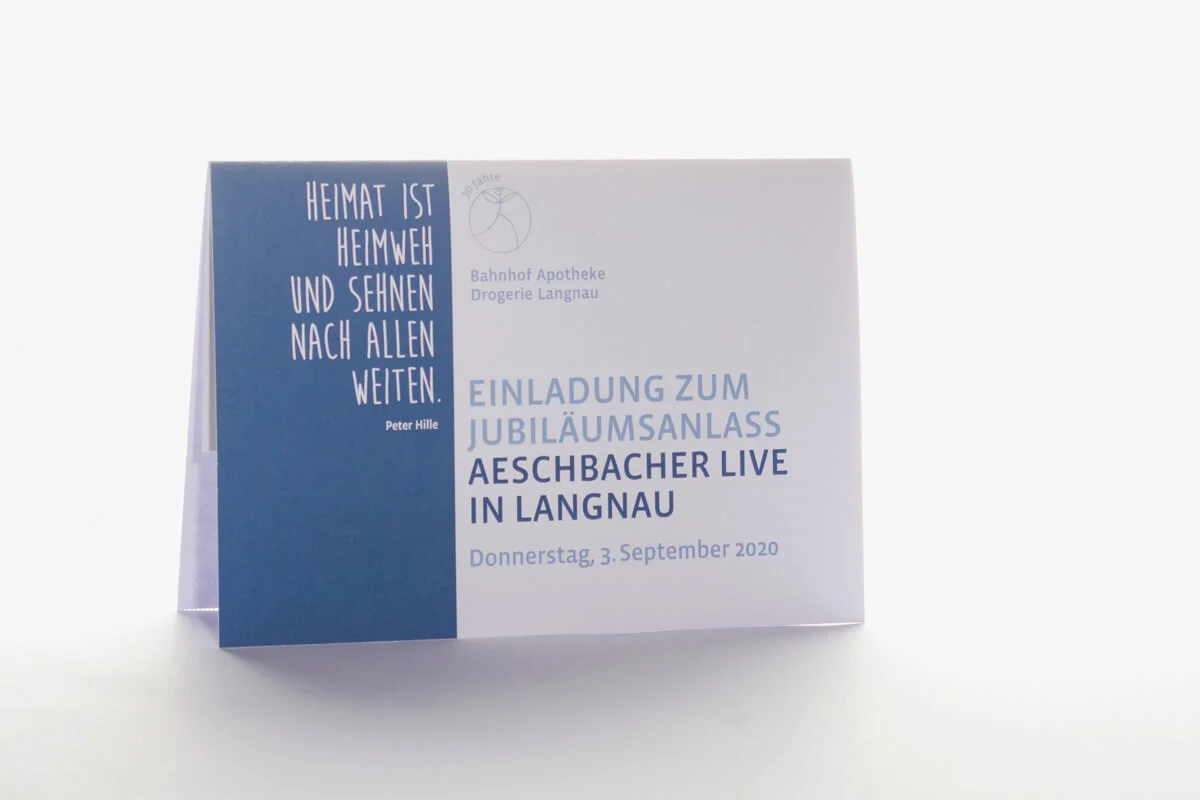 HEIMAT IST
HEIMWEH
UND SEHNEN
NACH ALLEN
WEITEN.
Peter Hille
30 Jahre
Bahnhof Apotheke
Drogerie Langnau
EINLADUNG ZUM
JUBILÄUMSANLASS
AESCHBACHER LIVE
IN LANGNAU
Donnerstag, 3. September 2020